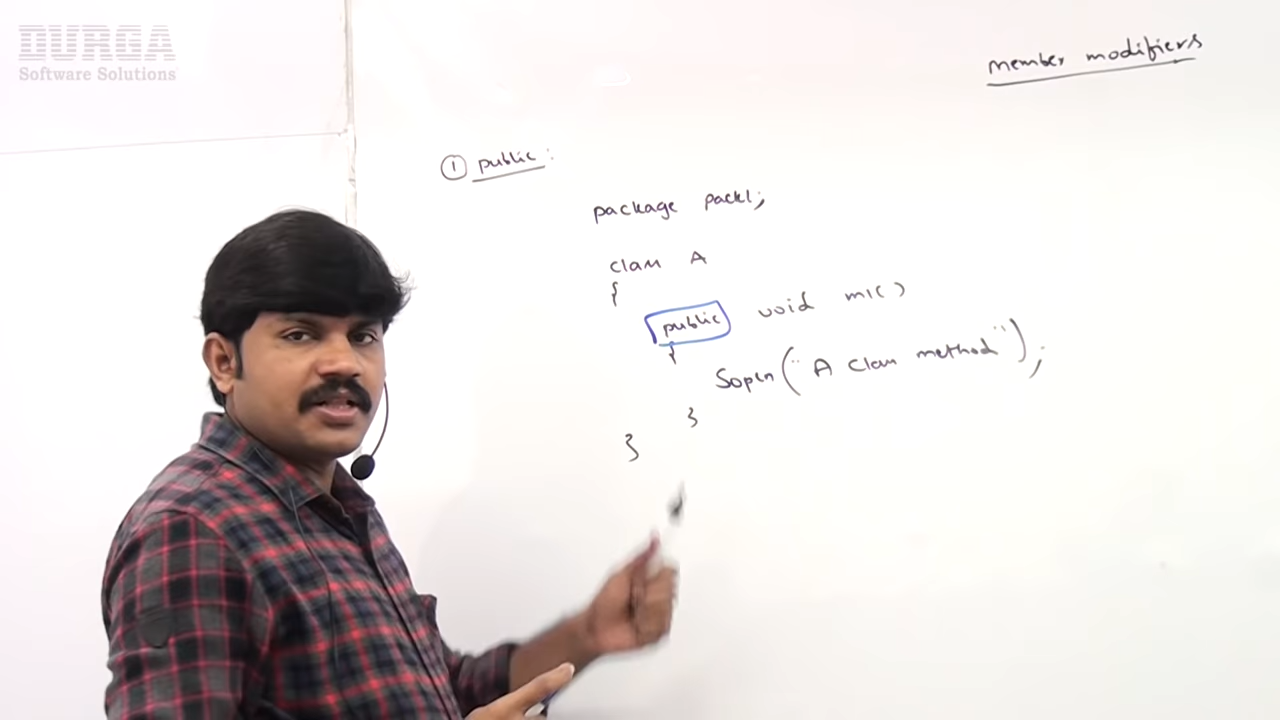 DURGA
Software Solutions
member modifiers
① public :
package pack1;
class A
{
public void m1()
{
Sopln("A class method");
}
}